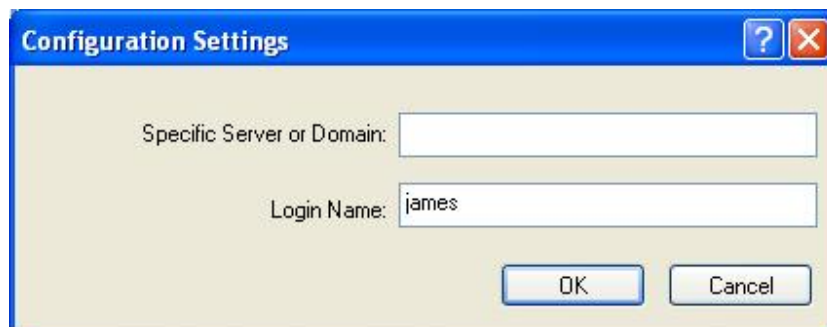 Configuration Settings
Specific Server or Domain:
Login Name: james
OK Cancel